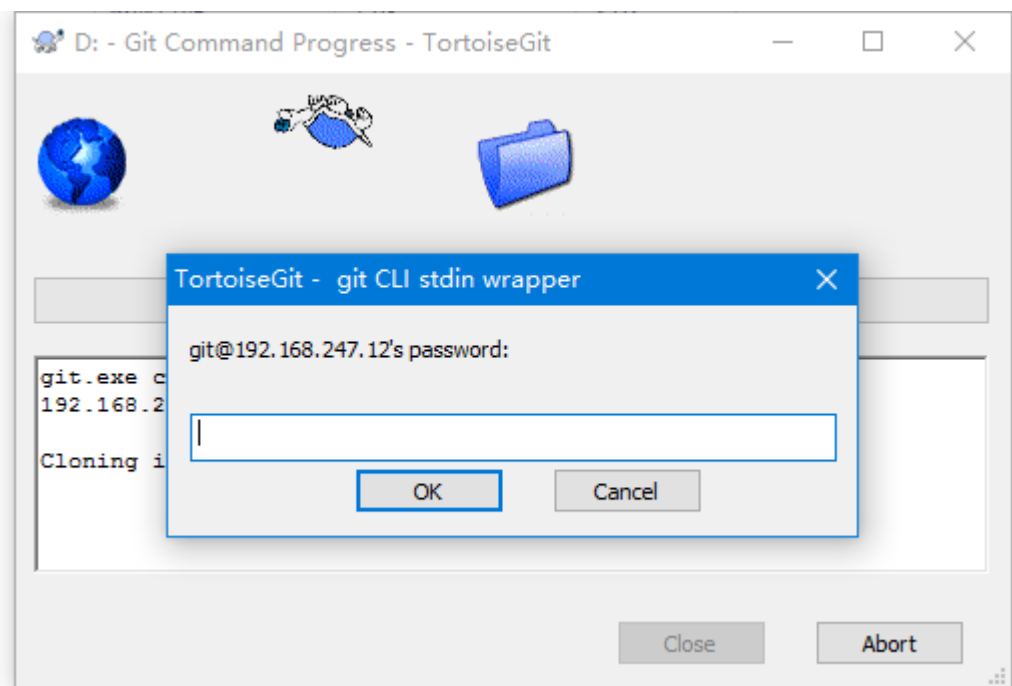 D: - Git Command Progress - TortoiseGit
TortoiseGit - git CLI stdin wrapper
git@192.168.247.12's password:
git.exe
192.168.2
Cloning
OK
Cancel
Close
Abort